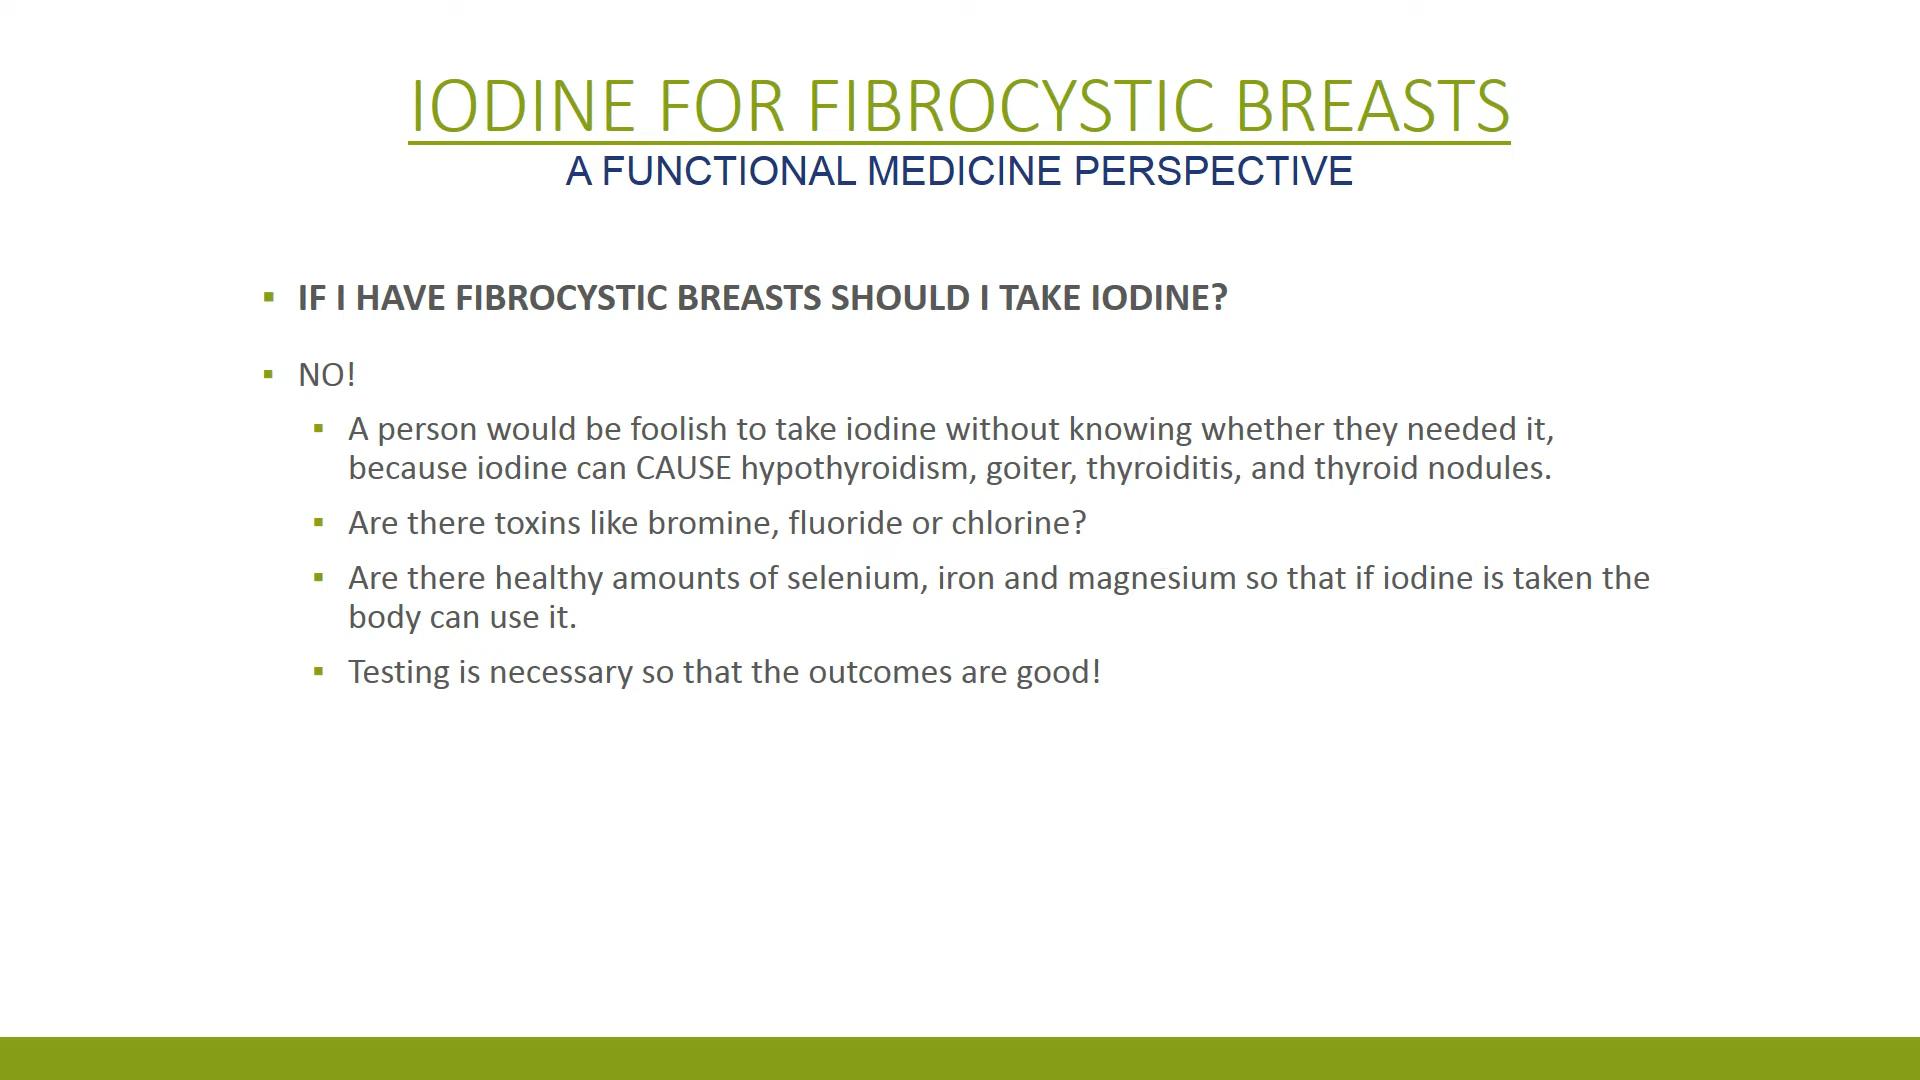 IODINE FOR FIBROCYSTIC BREASTS
A FUNCTIONAL MEDICINE PERSPECTIVE
▪ IF I HAVE FIBROCYSTIC BREASTS SHOULD I TAKE IODINE?
▪ NO!
▪ A person would be foolish to take iodine without knowing whether they needed it,
because iodine can CAUSE hypothyroidism, goiter, thyroiditis, and thyroid nodules.
▪ Are there toxins like bromine, fluoride or chlorine?
▪ Are there healthy amounts of selenium, iron and magnesium so that if iodine is taken the
body can use it.
▪ Testing is necessary so that the outcomes are good!